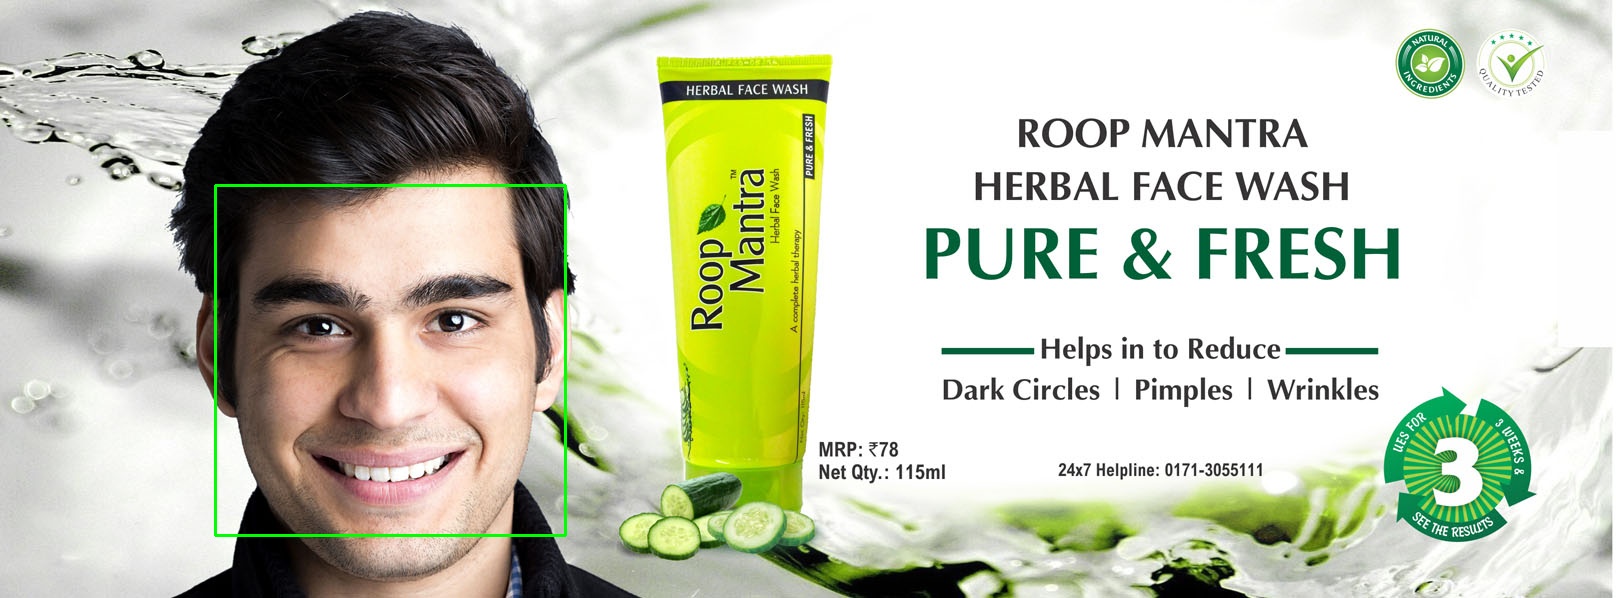 NATURAL INGREDIENTS
QUALITY TESTED
HERBAL FACE WASH
PURE & FRESH
Roop Mantra™
Herbal Face Wash
A complete herbal therapy
ROOP MANTRA
HERBAL FACE WASH
PURE & FRESH
Helps in to Reduce
Dark Circles | Pimples | Wrinkles
MRP: ₹78
Net Qty.: 115ml
24x7 Helpline: 0171-3055111
UES FOR
3 WEEKS &
3
SEE THE RESULTS